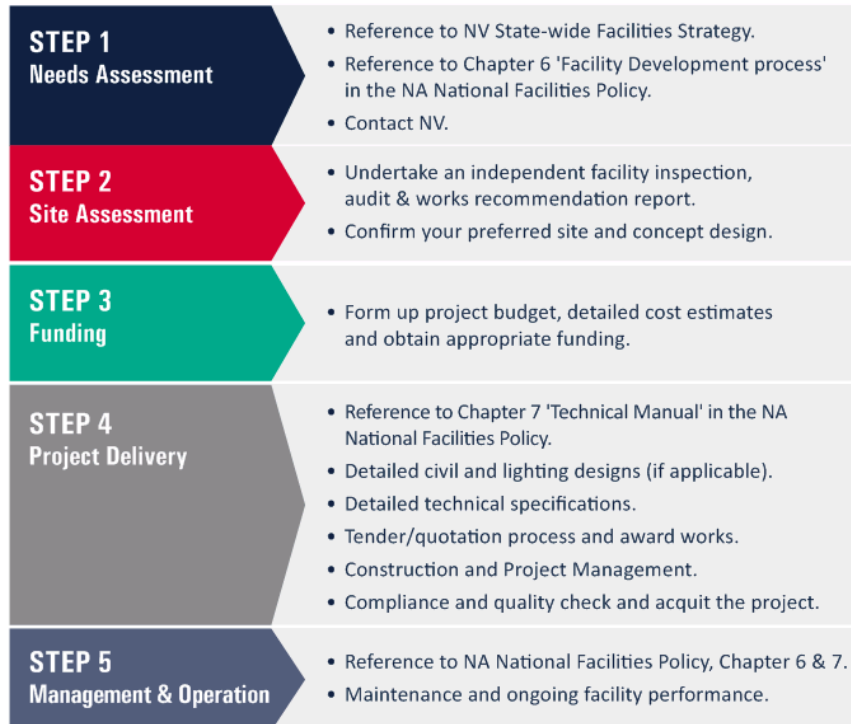 STEP 1
Needs Assessment
• Reference to NV State-wide Facilities Strategy.
• Reference to Chapter 6 'Facility Development process'
in the NA National Facilities Policy.
• Contact NV.
STEP 2
Site Assessment
• Undertake an independent facility inspection,
audit & works recommendation report.
• Confirm your preferred site and concept design.
STEP 3
Funding
• Form up project budget, detailed cost estimates
and obtain appropriate funding.
STEP 4
Project Delivery
• Reference to Chapter 7 'Technical Manual' in the NA
National Facilities Policy.
• Detailed civil and lighting designs (if applicable).
• Detailed technical specifications.
• Tender/quotation process and award works.
• Construction and Project Management.
• Compliance and quality check and acquit the project.
STEP 5
Management & Operation
• Reference to NA National Facilities Policy, Chapter 6 & 7.
• Maintenance and ongoing facility performance.